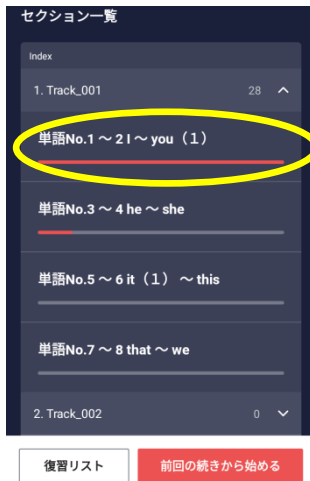 セクション一覧
Index
1. Track_001 28
単語No.1 ～ 2 I ～ you（１）
単語No.3 ～ 4 he ～ she
単語No.5 ～ 6 it（１）～ this
単語No.7 ～ 8 that ～ we
2. Track_002 0
復習リスト 前回の続きから始める